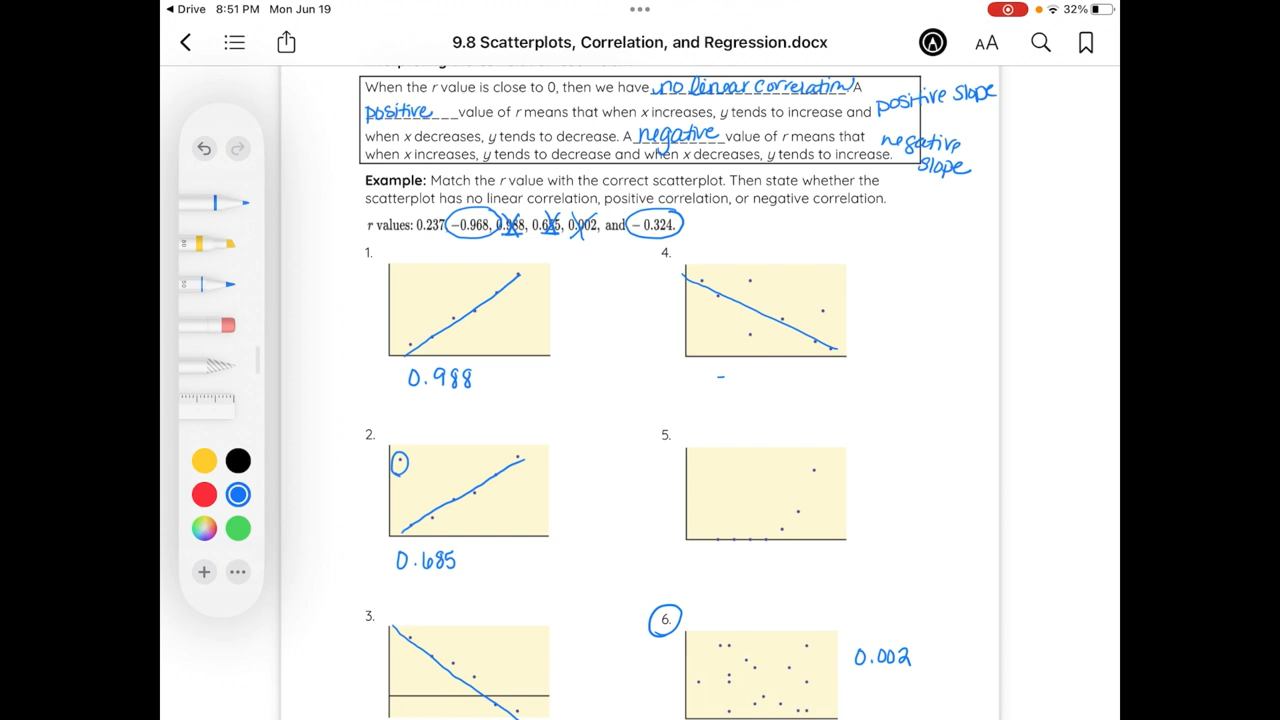 Drive 8:51 PM Mon Jun 19 32%
9.8 Scatterplots, Correlation, and Regression.docx
AA
When the r value is close to 0, then we have no linear correlation. A
positive value of r means that when x increases, y tends to increase and
positive slope
when x decreases, y tends to decrease. A negative value of r means that
when x increases, y tends to decrease and when x decreases, y tends to increase.
negative
slope
Example: Match the r value with the correct scatterplot. Then state whether the
scatterplot has no linear correlation, positive correlation, or negative correlation.
r values: 0.237, −0.968, 0.988, 0.685, 0.002, and −0.324.
1.
4.
0.988
-
2.
5.
0.685
3.
6.
0.002
80
50